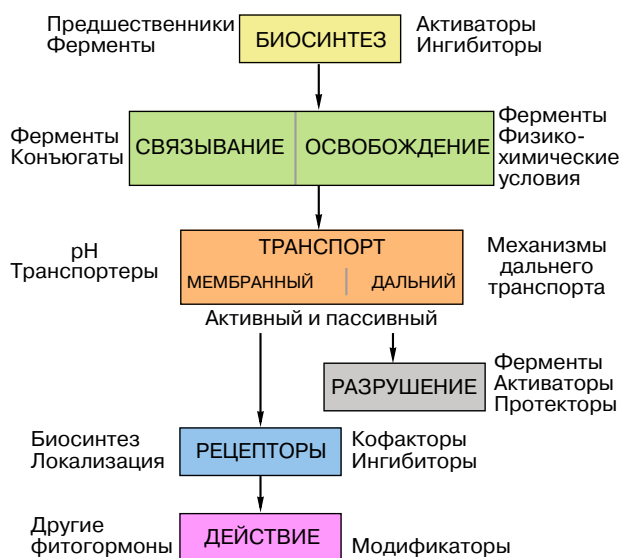 Предшественники
Ферменты
БИОСИНТЕЗ
Активаторы
Ингибиторы
Ферменты
Конъюгаты
СВЯЗЫВАНИЕ
ОСВОБОЖДЕНИЕ
Ферменты
Физико-
химические
условия
pH
Транспортеры
ТРАНСПОРТ
МЕМБРАННЫЙ
ДАЛЬНИЙ
Механизмы
дальнего
транспорта
Активный и пассивный
РАЗРУШЕНИЕ
Ферменты
Активаторы
Протекторы
Биосинтез
Локализация
РЕЦЕПТОРЫ
Кофакторы
Ингибиторы
Другие
фитогормоны
ДЕЙСТВИЕ
Модификаторы